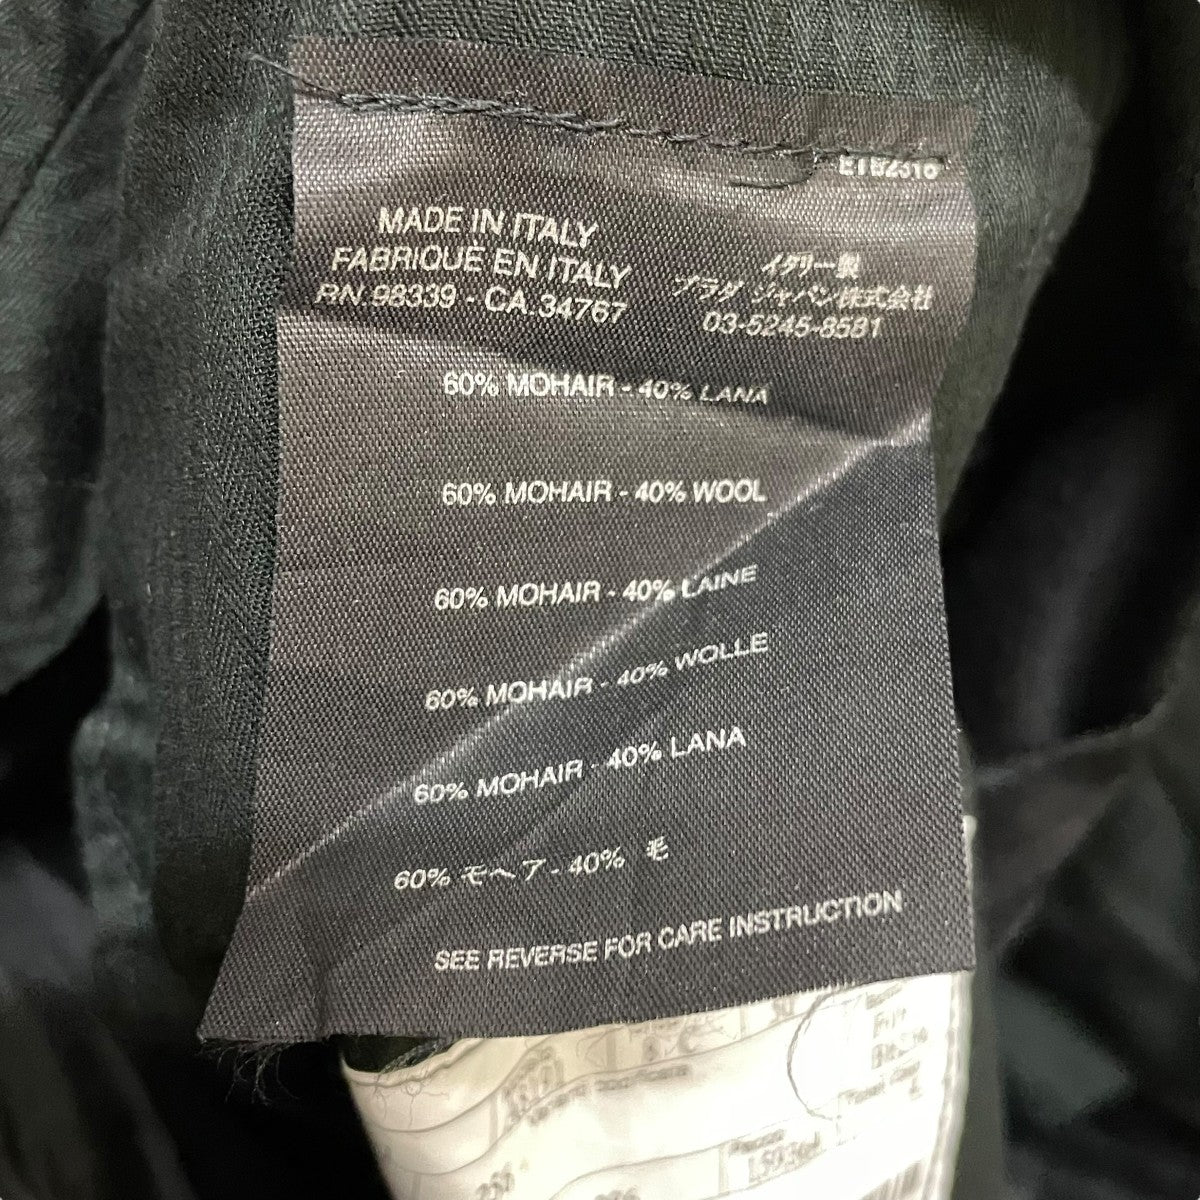 MADE IN ITALY
FABRIQUE EN ITALY
RN.98339 - CA.34767
イタリー製
プラダ ジャパン株式会社
03-5245-8581
60% MOHAIR - 40% LANA
60% MOHAIR - 40% WOOL
60% MOHAIR - 40% LAINE
60% MOHAIR - 40% WOLLE
60% MOHAIR - 40% LANA
60% モヘア - 40% 毛
SEE REVERSE FOR CARE INSTRUCTION